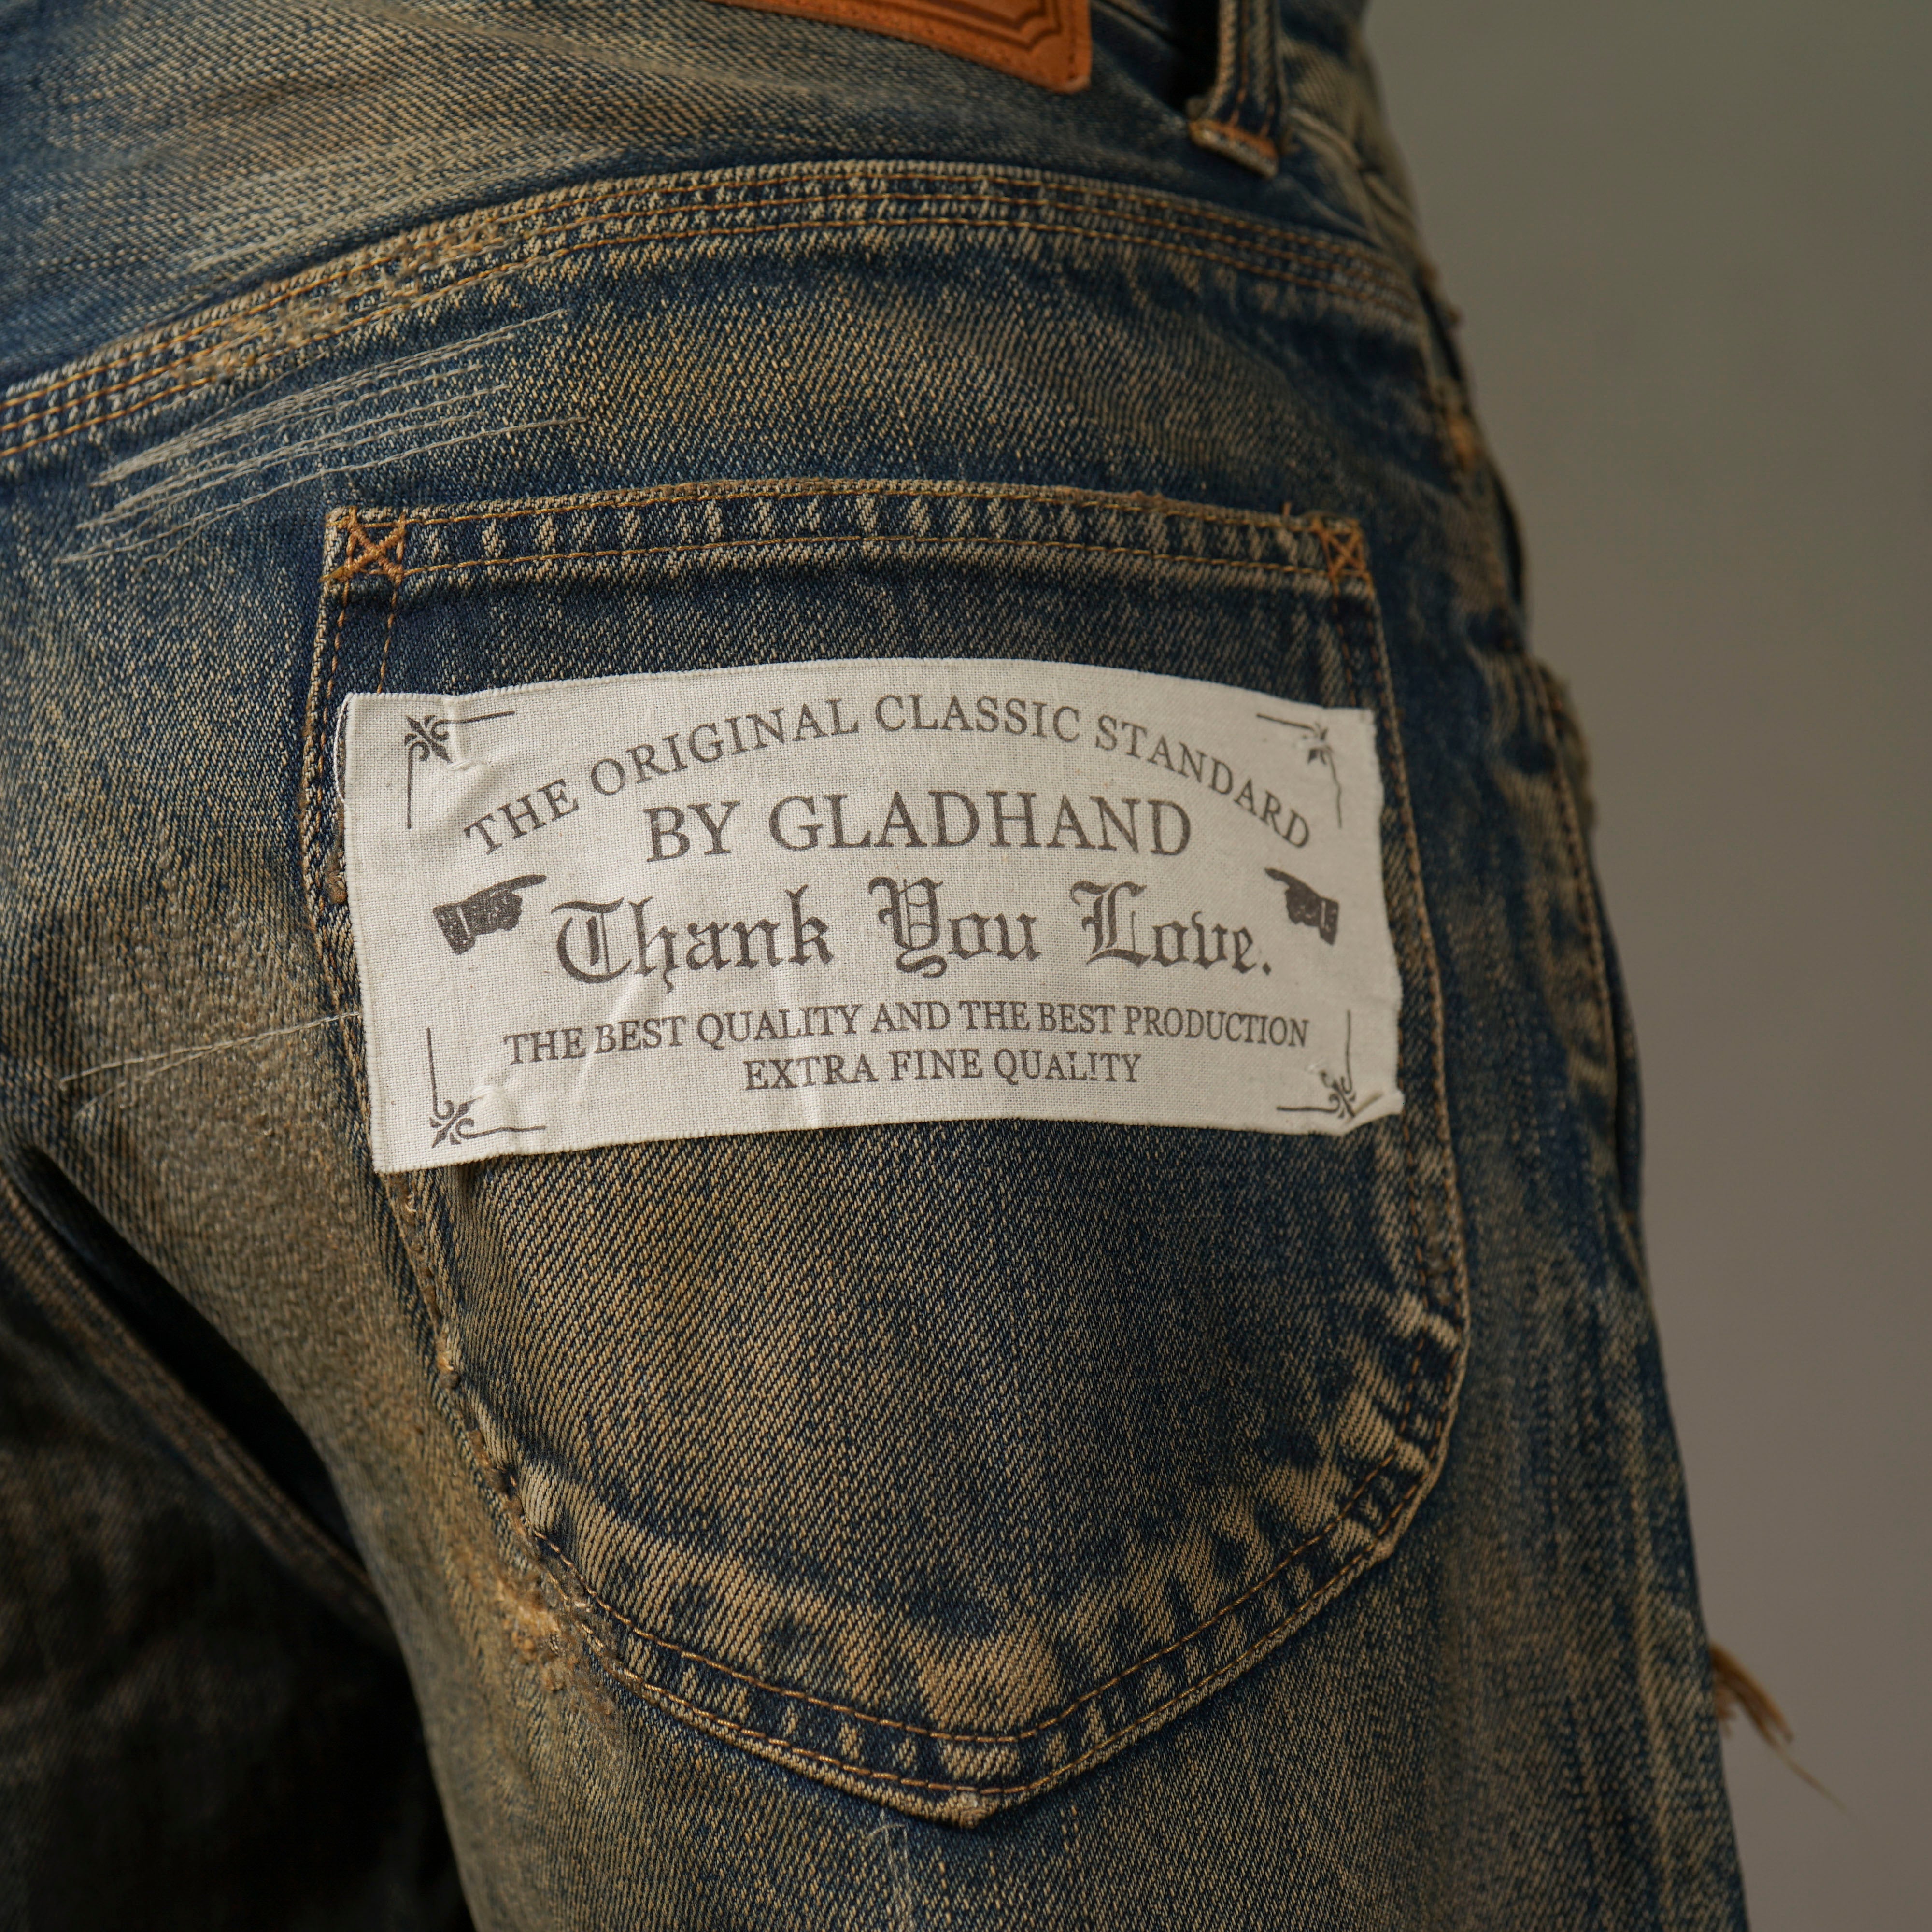 THE ORIGINAL CLASSIC STANDARD
BY GLADHAND
Thank You Love.
THE BEST QUALITY AND THE BEST PRODUCTION
EXTRA FINE QUALITY